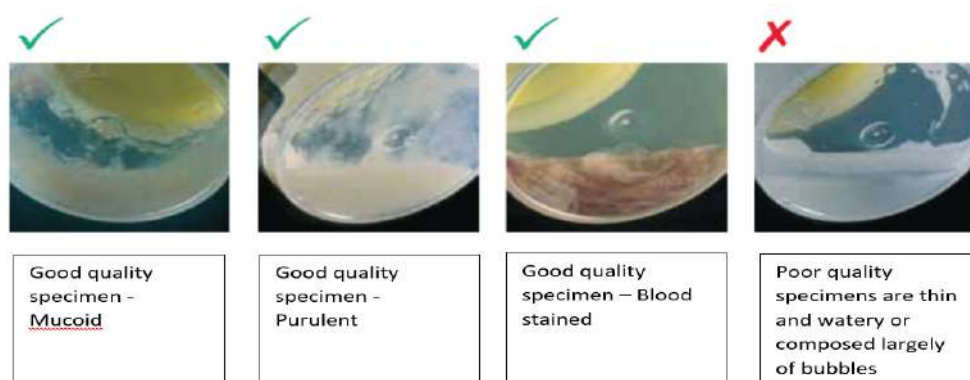 Good quality
specimen -
Mucoid
Good quality
specimen -
Purulent
Good quality
specimen – Blood
stained
Poor quality
specimens are thin
and watery or
composed largely
of bubbles